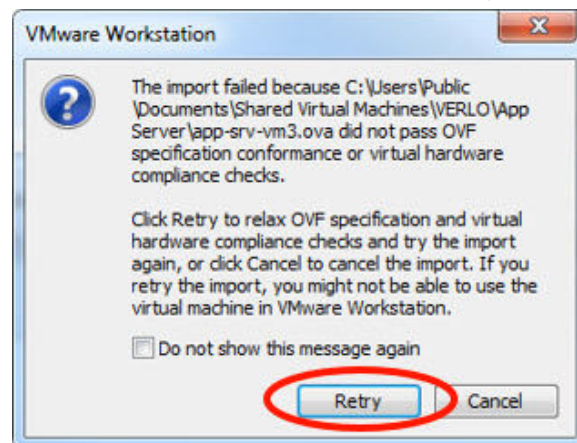 VMware Workstation
The import failed because C:\Users\Public
\Documents\Shared Virtual Machines\VERLO\App
Server\app-srv-vm3.ova did not pass OVF
specification conformance or virtual hardware
compliance checks.
Click Retry to relax OVF specification and virtual
hardware compliance checks and try the import
again, or click Cancel to cancel the import. If you
retry the import, you might not be able to use the
virtual machine in VMware Workstation.
Do not show this message again
Retry
Cancel